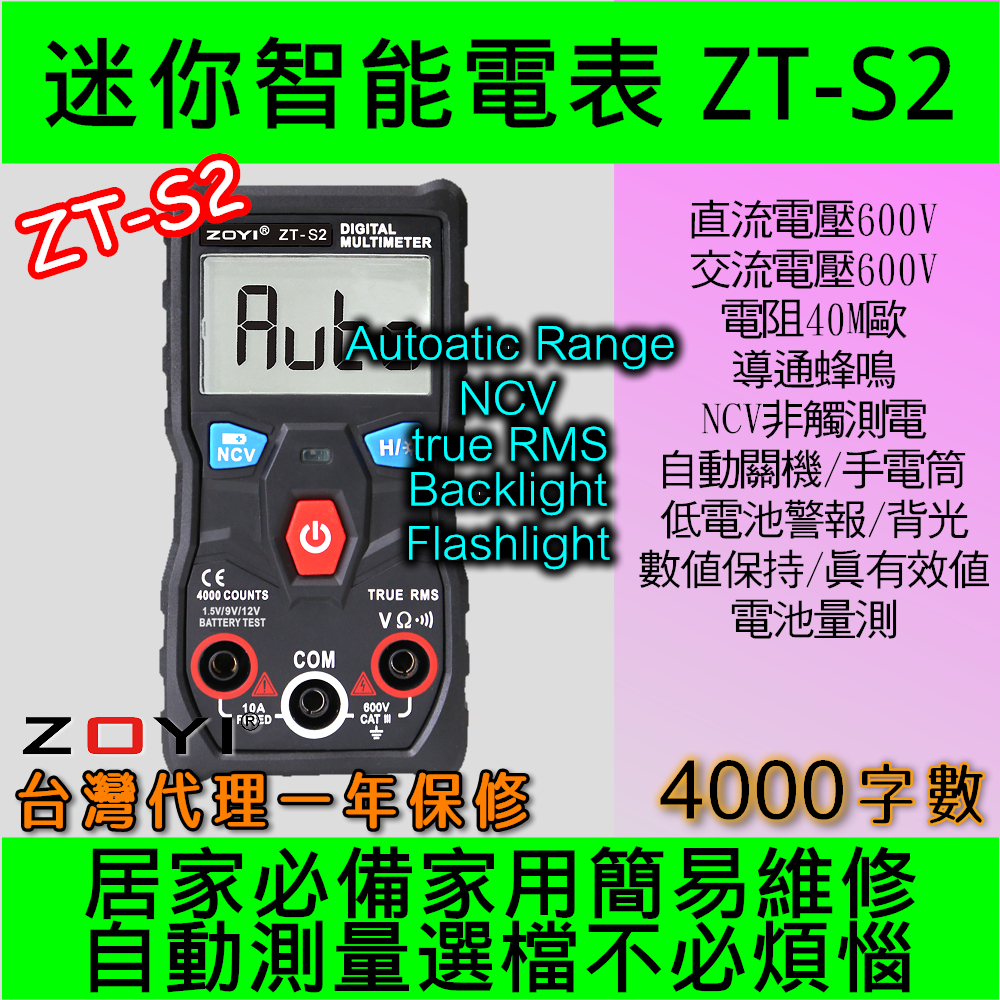 迷你智能電表 ZT-S2
ZT-S2
ZOYI® ZT-S2 DIGITAL MULTIMETER
Auto
Autoatic Range
NCV
true RMS
Backlight
Flashlight
NCV
H/☀
CE
4000 COUNTS
1.5V/9V/12V
BATTERY TEST
TRUE RMS
VΩ
COM
10A
600V
CAT III
直流電壓600V
交流電壓600V
電阻40M歐
導通蜂鳴
NCV非觸測電
自動關機/手電筒
低電池警報/背光
數值保持/真有效值
電池量測
ZOYI®
台灣代理一年保修
4000字數
居家必備家用簡易維修
自動測量選檔不必煩惱